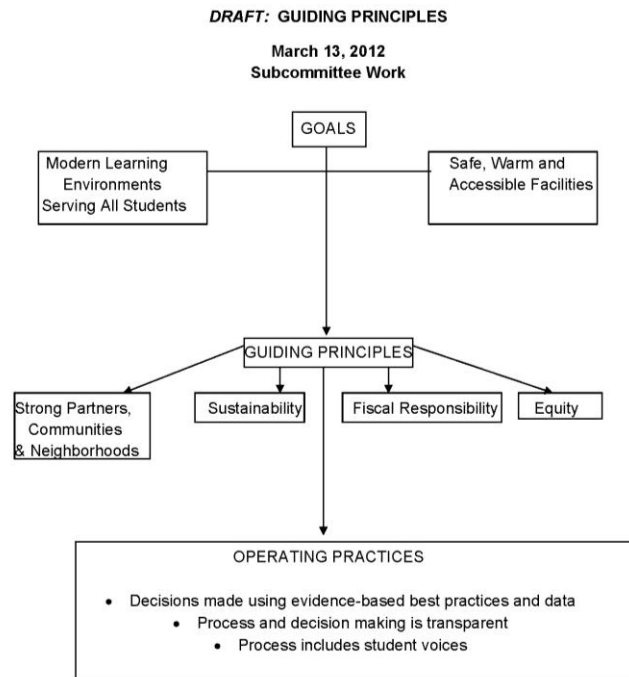 DRAFT: GUIDING PRINCIPLES
March 13, 2012
Subcommittee Work
GOALS
Modern Learning
Environments
Serving All Students
Safe, Warm and
Accessible Facilities
GUIDING PRINCIPLES
Strong Partners,
Communities
& Neighborhoods
Sustainability
Fiscal Responsibility
Equity
OPERATING PRACTICES
• Decisions made using evidence-based best practices and data
• Process and decision making is transparent
• Process includes student voices